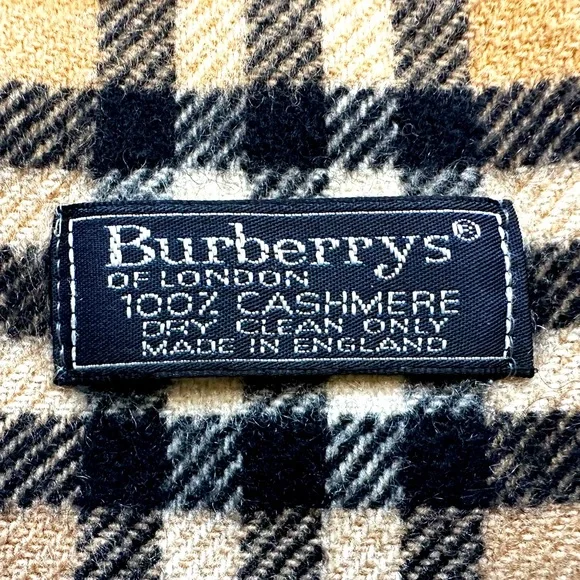 Burberrys®
OF LONDON
100% CASHMERE
DRY CLEAN ONLY
MADE IN ENGLAND